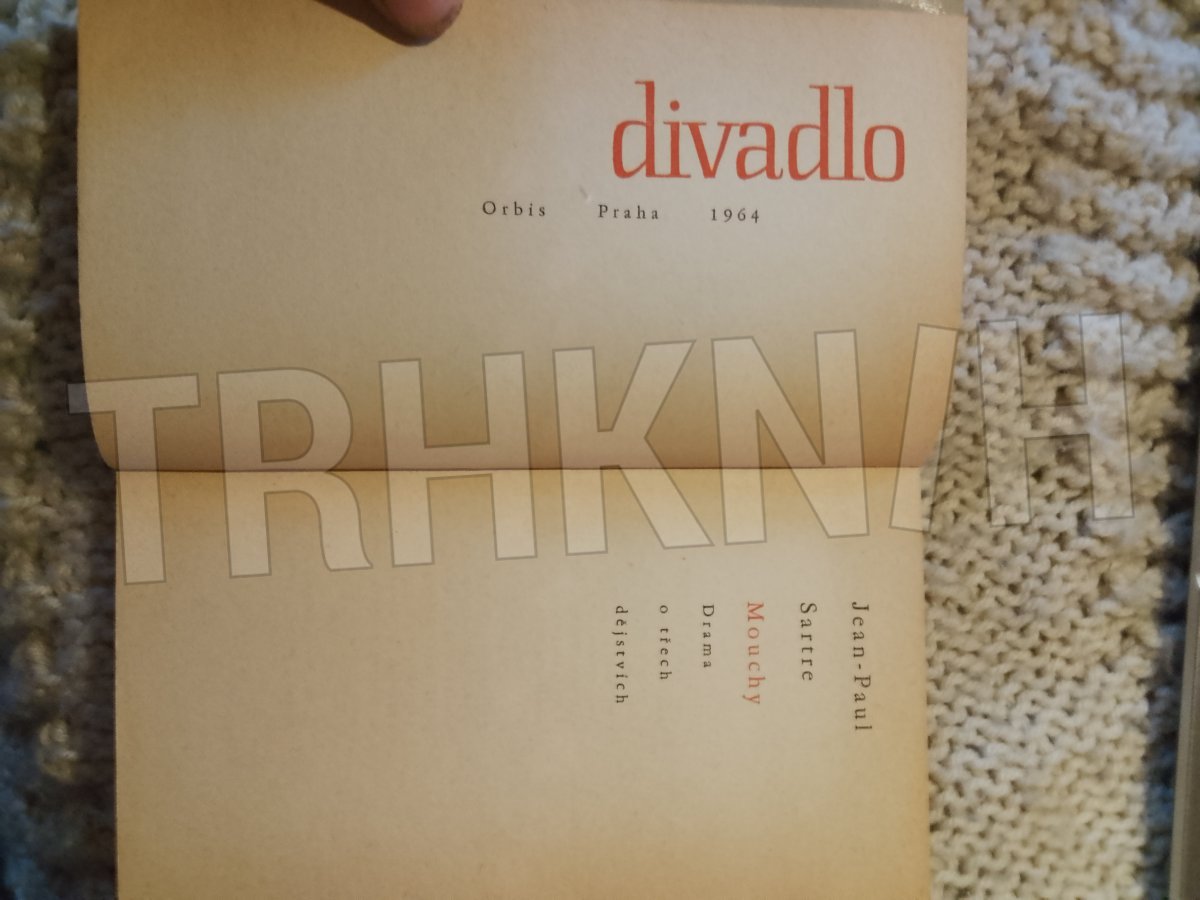 divadlo
Orbis Praha 1964
TRHKNIH
Jean-Paul
Sartre
Mouchy
Drama
o třech
dějstvích